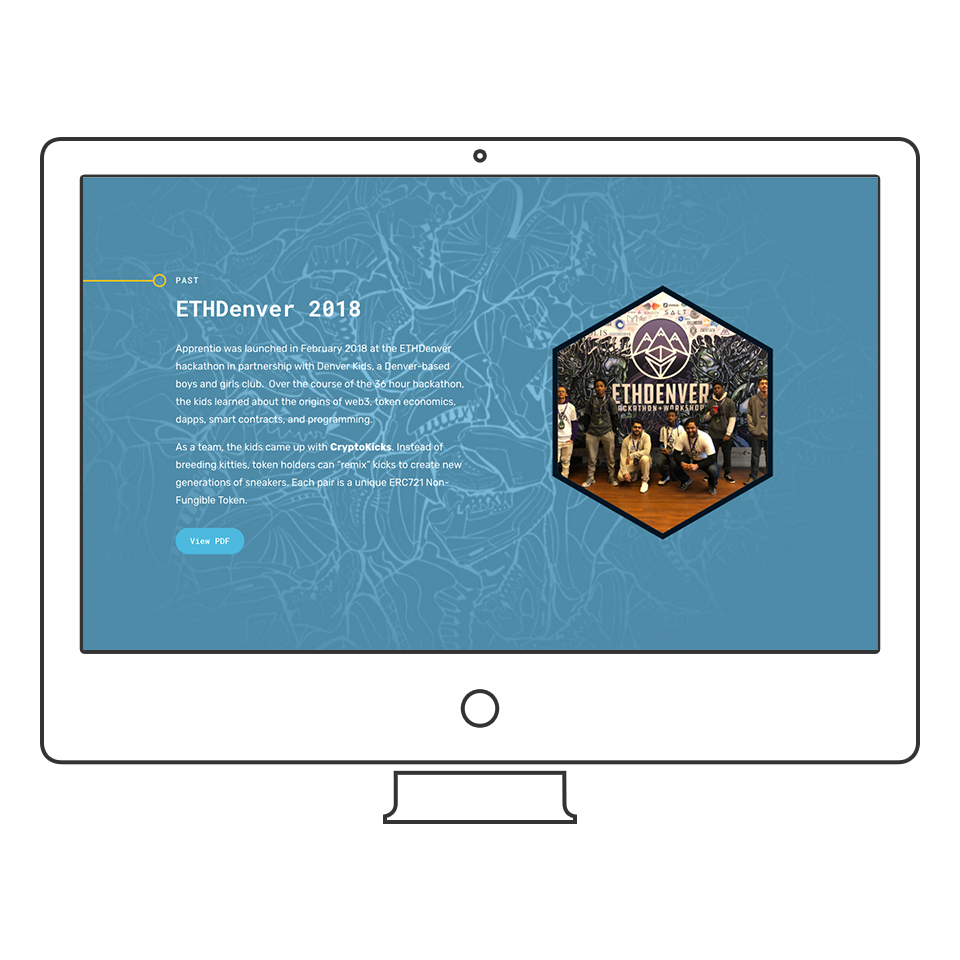 PAST
ETHDenver 2018
Apprentio was launched in February 2018 at the ETHDenver
hackathon in partnership with Denver Kids, a Denver-based
boys and girls club.  Over the course of the 36 hour hackathon,
the kids learned about the origins of web3, token economics,
dapps, smart contracts, and programming.
As a team, the kids came up with CryptoKicks. Instead of
breeding kitties, token holders can “remix” kicks to create new
generations of sneakers. Each pair is a unique ERC721 Non-
Fungible Token.
View PDF
SALT
ETHDENVER
HACKATHON+WORKSHOP